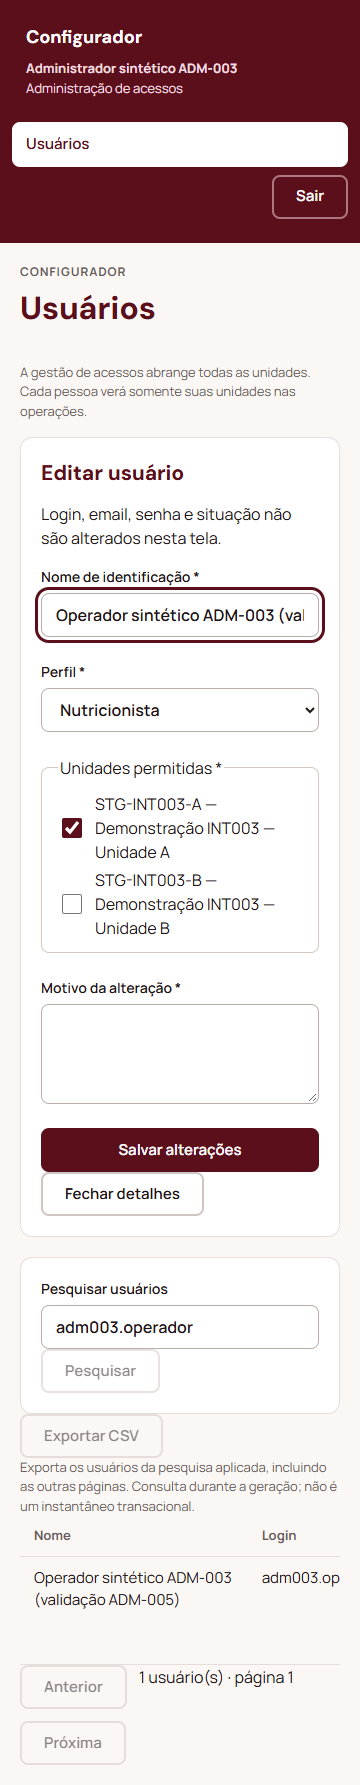 Configurador
Administrador sintético ADM-003
Administração de acessos
Usuários
Sair
CONFIGURADOR
Usuários
A gestão de acessos abrange todas as unidades.
Cada pessoa verá somente suas unidades nas
operações.
Editar usuário
Login, email, senha e situação não
são alterados nesta tela.
Nome de identificação *
Operador sintético ADM-003 (val
Perfil *
Nutricionista
Unidades permitidas *
STG-INT003-A —
Demonstração INT003 —
Unidade A
STG-INT003-B —
Demonstração INT003 —
Unidade B
Motivo da alteração *
Salvar alterações
Fechar detalhes
Pesquisar usuários
adm003.operador
Pesquisar
Exportar CSV
Exporta os usuários da pesquisa aplicada, incluindo
as outras páginas. Consulta durante a geração; não é
um instantâneo transacional.
Nome Login
Operador sintético ADM-003 adm003.op
(validação ADM-005)
Anterior 1 usuário(s) · página 1
Próxima